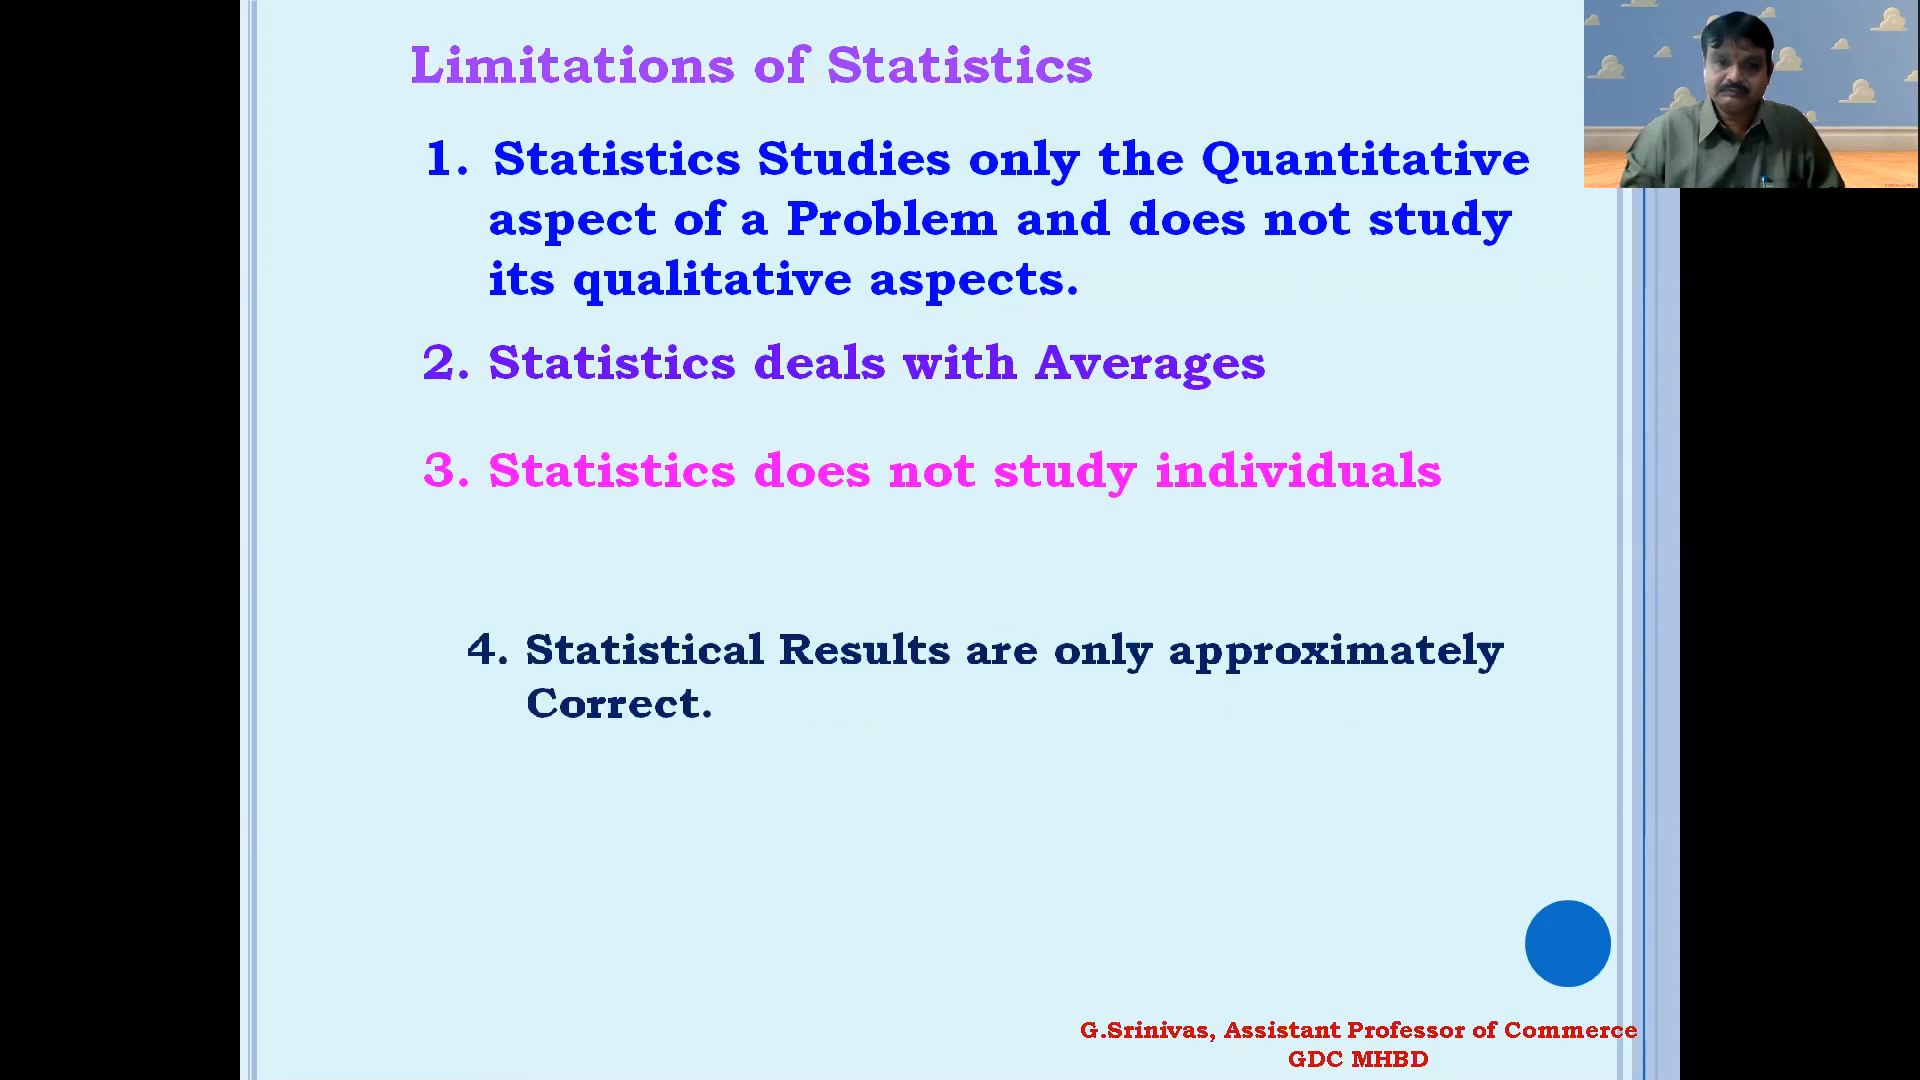 Limitations of Statistics
1. Statistics Studies only the Quantitative
aspect of a Problem and does not study
its qualitative aspects.
2. Statistics deals with Averages
3. Statistics does not study individuals
4. Statistical Results are only approximately
Correct.
G.Srinivas, Assistant Professor of Commerce
GDC MHBD